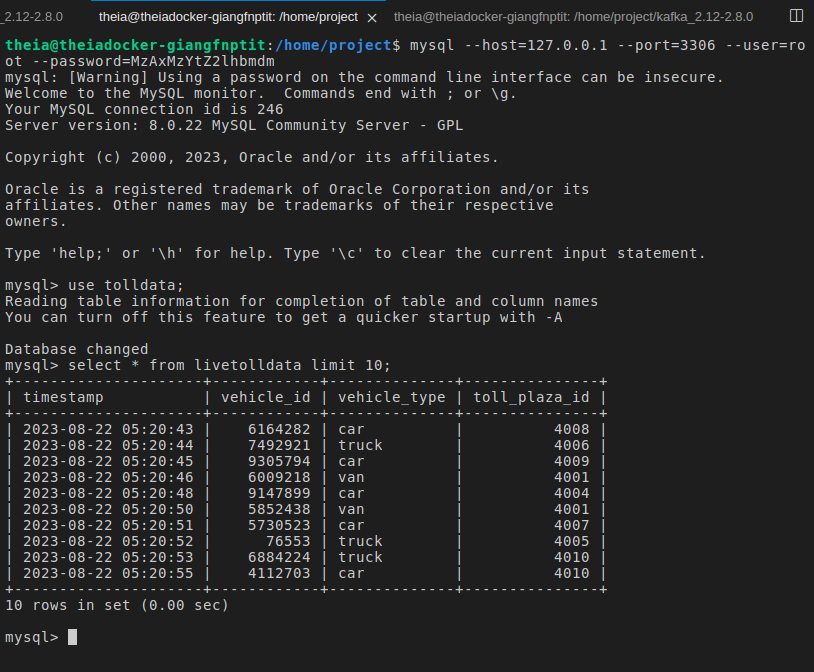 _2.12-2.8.0 theia@theiadocker-giangfnptit: /home/project × theia@theiadocker-giangfnptit: /home/project/kafka_2.12-2.8.0
theia@theiadocker-giangfnptit:/home/project$ mysql --host=127.0.0.1 --port=3306 --user=ro
ot --password=MzAxMzYtZ2lhbmdm
mysql: [Warning] Using a password on the command line interface can be insecure.
Welcome to the MySQL monitor.  Commands end with ; or \g.
Your MySQL connection id is 246
Server version: 8.0.22 MySQL Community Server - GPL
Copyright (c) 2000, 2023, Oracle and/or its affiliates.
Oracle is a registered trademark of Oracle Corporation and/or its
affiliates. Other names may be trademarks of their respective
owners.
Type 'help;' or '\h' for help. Type '\c' to clear the current input statement.
mysql> use tolldata;
Reading table information for completion of table and column names
You can turn off this feature to get a quicker startup with -A
Database changed
mysql> select * from livetolldata limit 10;
+---------------------+------------+--------------+---------------+
| timestamp           | vehicle_id | vehicle_type | toll_plaza_id |
+---------------------+------------+--------------+---------------+
| 2023-08-22 05:20:43 |    6164282 | car          |          4008 |
| 2023-08-22 05:20:44 |    7492921 | truck        |          4006 |
| 2023-08-22 05:20:45 |    9305794 | car          |          4009 |
| 2023-08-22 05:20:46 |    6009218 | van          |          4001 |
| 2023-08-22 05:20:48 |    9147899 | car          |          4004 |
| 2023-08-22 05:20:50 |    5852438 | van          |          4001 |
| 2023-08-22 05:20:51 |    5730523 | car          |          4007 |
| 2023-08-22 05:20:52 |      76553 | truck        |          4005 |
| 2023-08-22 05:20:53 |    6884224 | truck        |          4010 |
| 2023-08-22 05:20:55 |    4112703 | car          |          4010 |
+---------------------+------------+--------------+---------------+
10 rows in set (0.00 sec)
mysql>